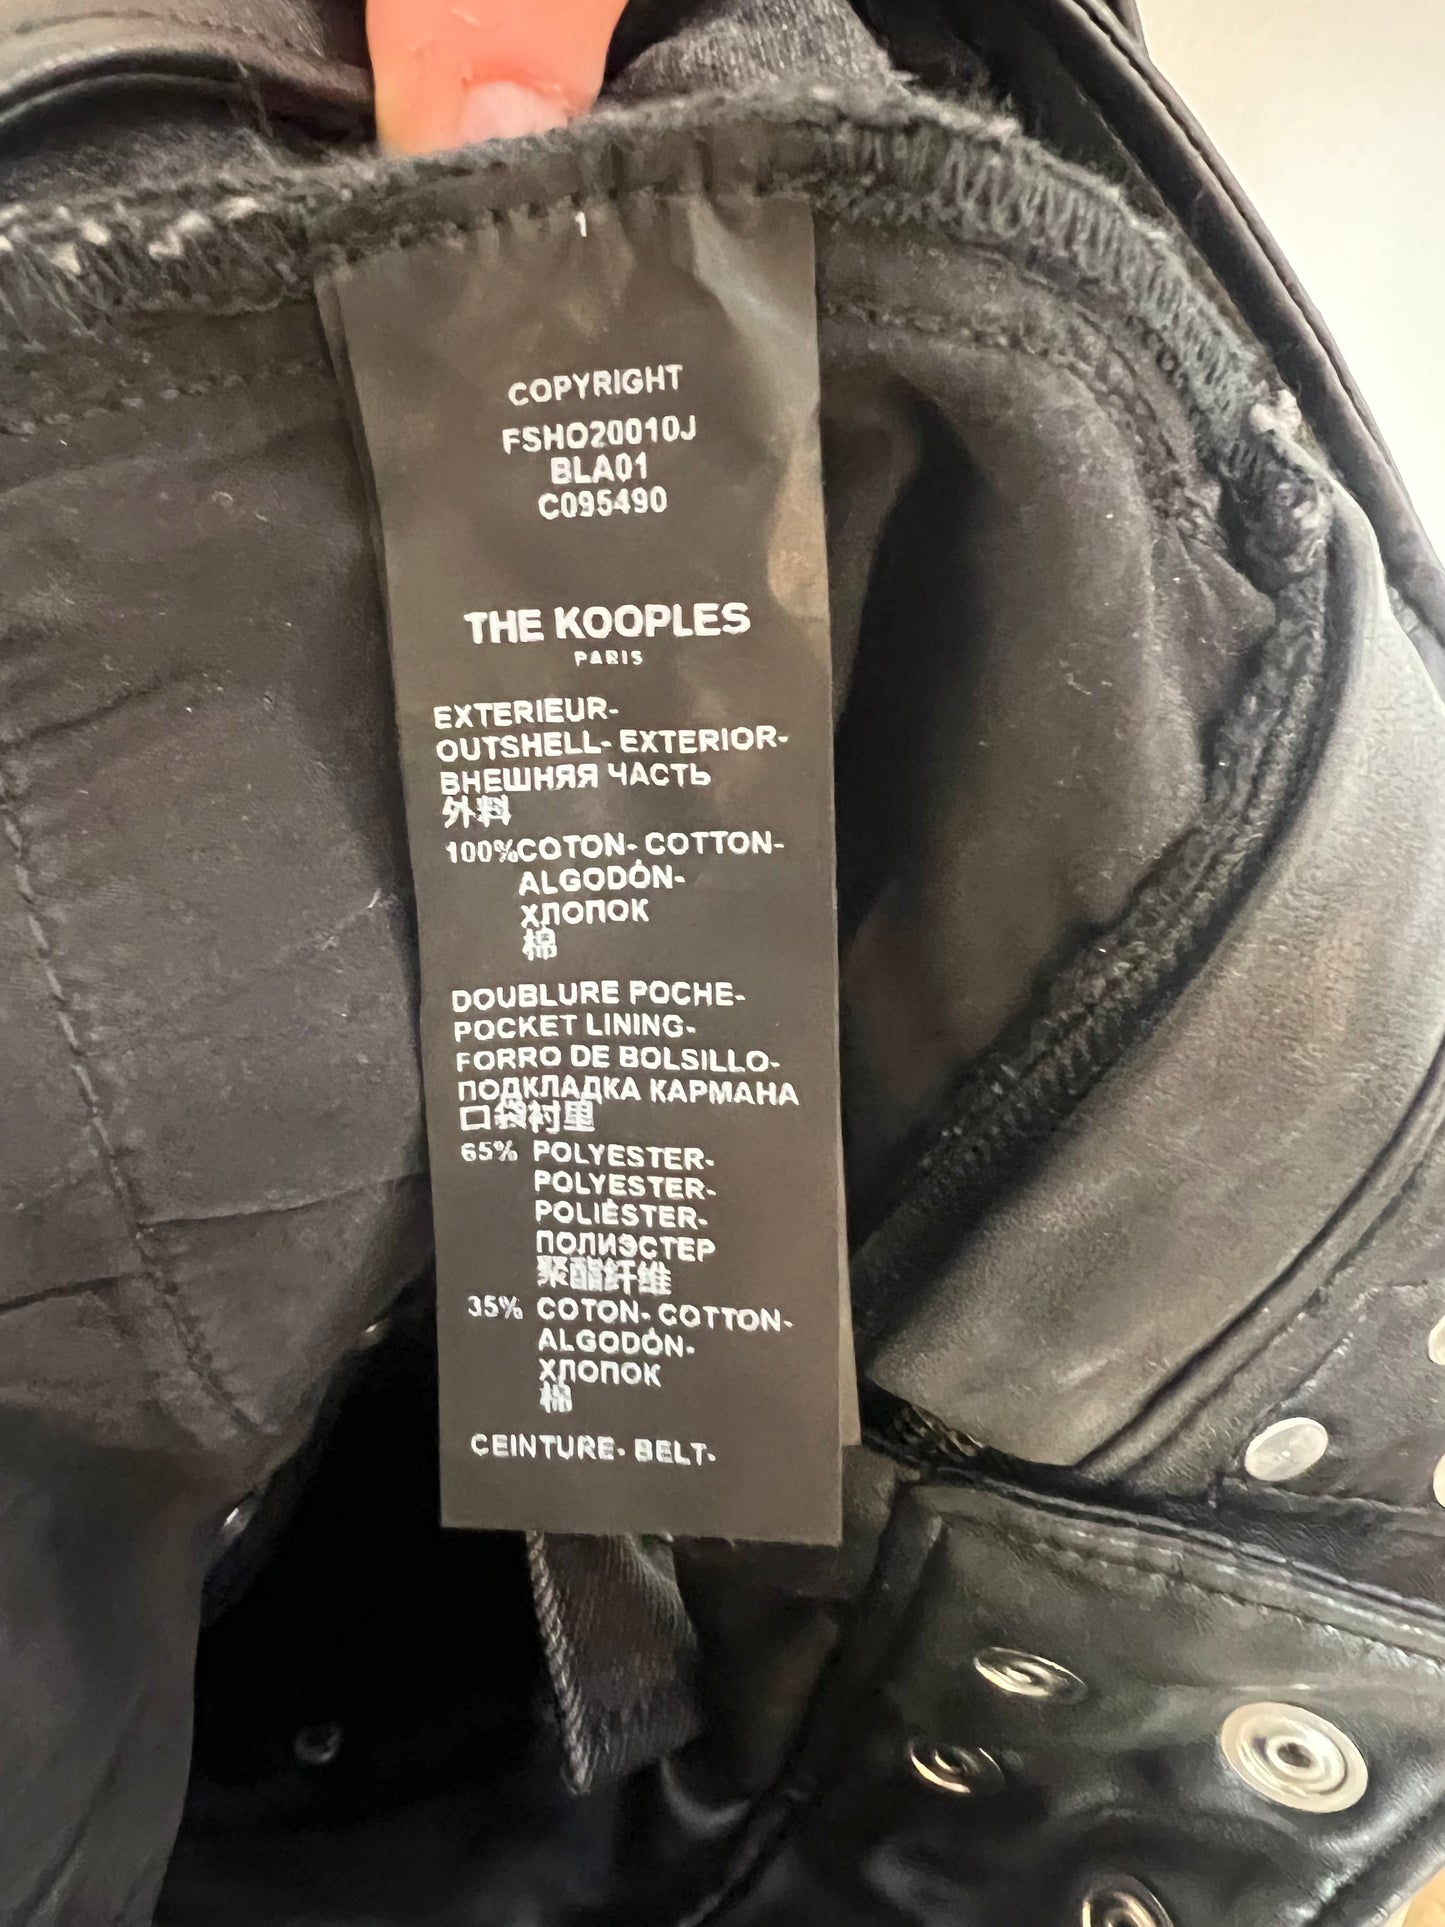 1
COPYRIGHT
FSHO20010J
BLA01
C095490
THE KOOPLES
PARIS
EXTERIEUR-
OUTSHELL- EXTERIOR-
ВНЕШНЯЯ ЧАСТЬ
外料
100%COTON- COTTON-
ALGODÓN-
ХЛОПОК
棉
DOUBLURE POCHE-
POCKET LINING-
FORRO DE BOLSILLO-
ПОДКЛАДКА КАРМАНА
口袋衬里
65% POLYESTER-
POLYESTER-
POLIÉSTER-
ПОЛИЭСТЕР
聚酯纤维
35% COTON- COTTON-
ALGODÓN-
ХЛОПОК
棉
CEINTURE- BELT-